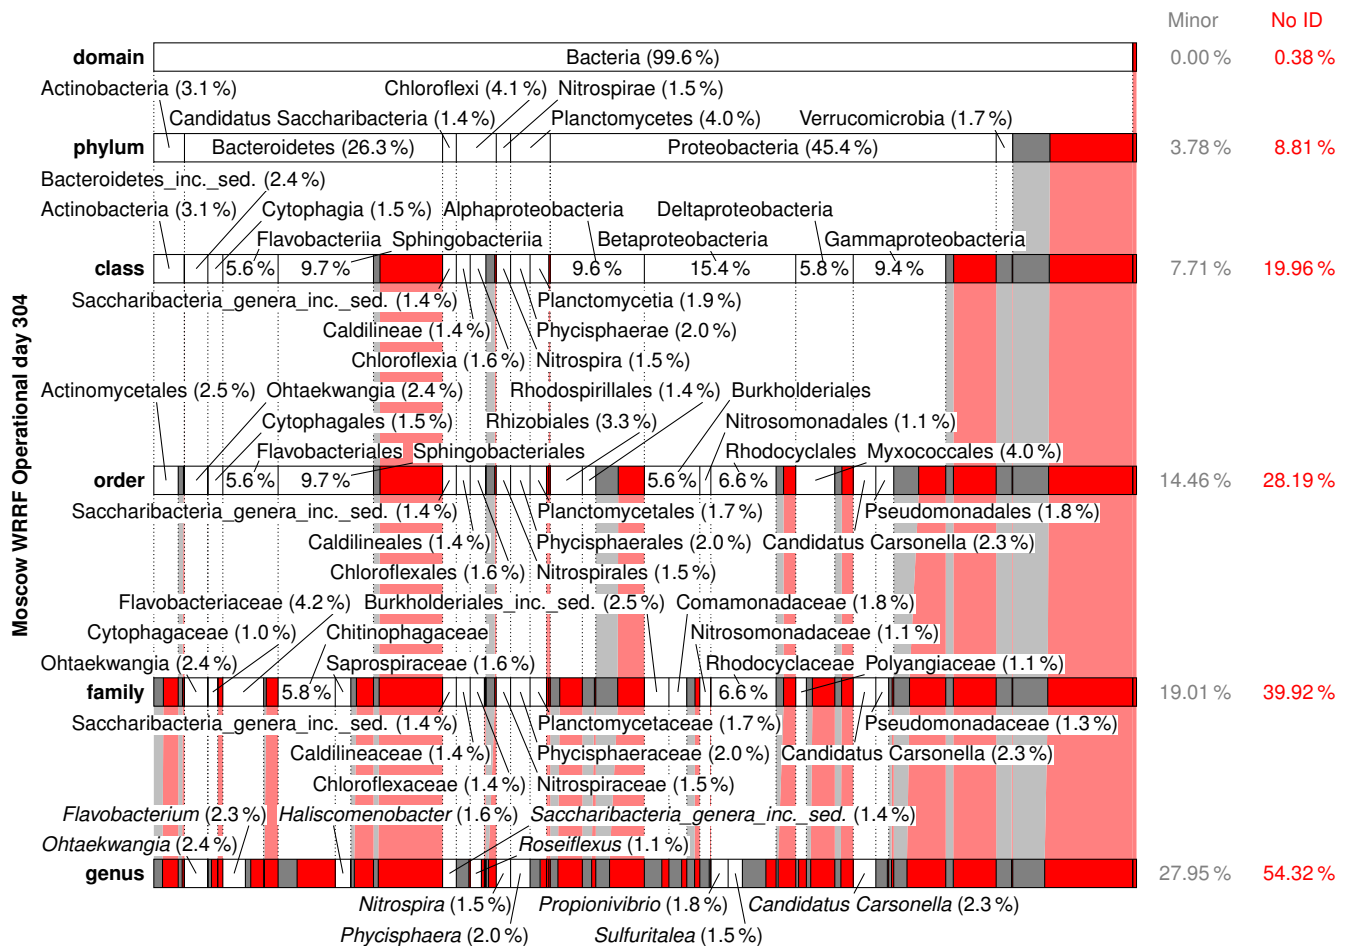 Minor No ID
domain Bacteria (99.6 %) 0.00 % 0.38 %
Actinobacteria (3.1 %) Chloroflexi (4.1 %) Nitrospirae (1.5 %)
Candidatus Saccharibacteria (1.4 %) Planctomycetes (4.0 %) Verrucomicrobia (1.7 %)
phylum Bacteroidetes (26.3 %) Proteobacteria (45.4 %) 3.78 % 8.81 %
Bacteroidetes_inc._sed. (2.4 %)
Actinobacteria (3.1 %) Cytophagia (1.5 %) Alphaproteobacteria Deltaproteobacteria
Flavobacteriia Sphingobacteriia Betaproteobacteria Gammaproteobacteria
class 5.6 % 9.7 % 9.6 % 15.4 % 5.8 % 9.4 % 7.71 % 19.96 %
Saccharibacteria_genera_inc._sed. (1.4 %) Planctomycetia (1.9 %)
Caldilineae (1.4 %) Phycisphaerae (2.0 %)
Chloroflexia (1.6 %) Nitrospira (1.5 %)
Moscow WRRF Operational day 304
Actinomycetales (2.5 %) Ohtaekwangia (2.4 %) Rhodospirillales (1.4 %) Burkholderiales
Cytophagales (1.5 %) Rhizobiales (3.3 %) Nitrosomonadales (1.1 %)
Flavobacteriales Sphingobacteriales Rhodocyclales Myxococcales (4.0 %)
order 5.6 % 9.7 % 5.6 % 6.6 % 14.46 % 28.19 %
Saccharibacteria_genera_inc._sed. (1.4 %) Planctomycetales (1.7 %) Pseudomonadales (1.8 %)
Caldilineales (1.4 %) Phycisphaerales (2.0 %) Candidatus Carsonella (2.3 %)
Chloroflexales (1.6 %) Nitrospirales (1.5 %)
Flavobacteriaceae (4.2 %) Burkholderiales_inc._sed. (2.5 %) Comamonadaceae (1.8 %)
Cytophagaceae (1.0 %) Chitinophagaceae Nitrosomonadaceae (1.1 %)
Ohtaekwangia (2.4 %) Saprospiraceae (1.6 %) Rhodocyclaceae Polyangiaceae (1.1 %)
family 5.8 % 6.6 % 19.01 % 39.92 %
Saccharibacteria_genera_inc._sed. (1.4 %) Planctomycetaceae (1.7 %) Pseudomonadaceae (1.3 %)
Caldilineaceae (1.4 %) Phycisphaeraceae (2.0 %) Candidatus Carsonella (2.3 %)
Chloroflexaceae (1.4 %) Nitrospiraceae (1.5 %)
Flavobacterium (2.3 %) Haliscomenobacter (1.6 %) Saccharibacteria_genera_inc._sed. (1.4 %)
Ohtaekwangia (2.4 %) Roseiflexus (1.1 %)
genus 27.95 % 54.32 %
Nitrospira (1.5 %) Propionivibrio (1.8 %) Candidatus Carsonella (2.3 %)
Phycisphaera (2.0 %) Sulfuritalea (1.5 %)